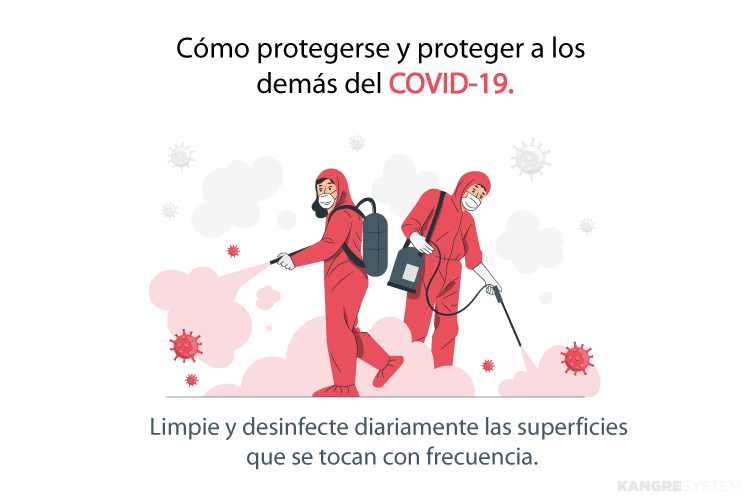 Cómo protegerse y proteger a los
demás del COVID-19.
Limpie y desinfecte diariamente las superficies
que se tocan con frecuencia.
KANGRESYSTEM